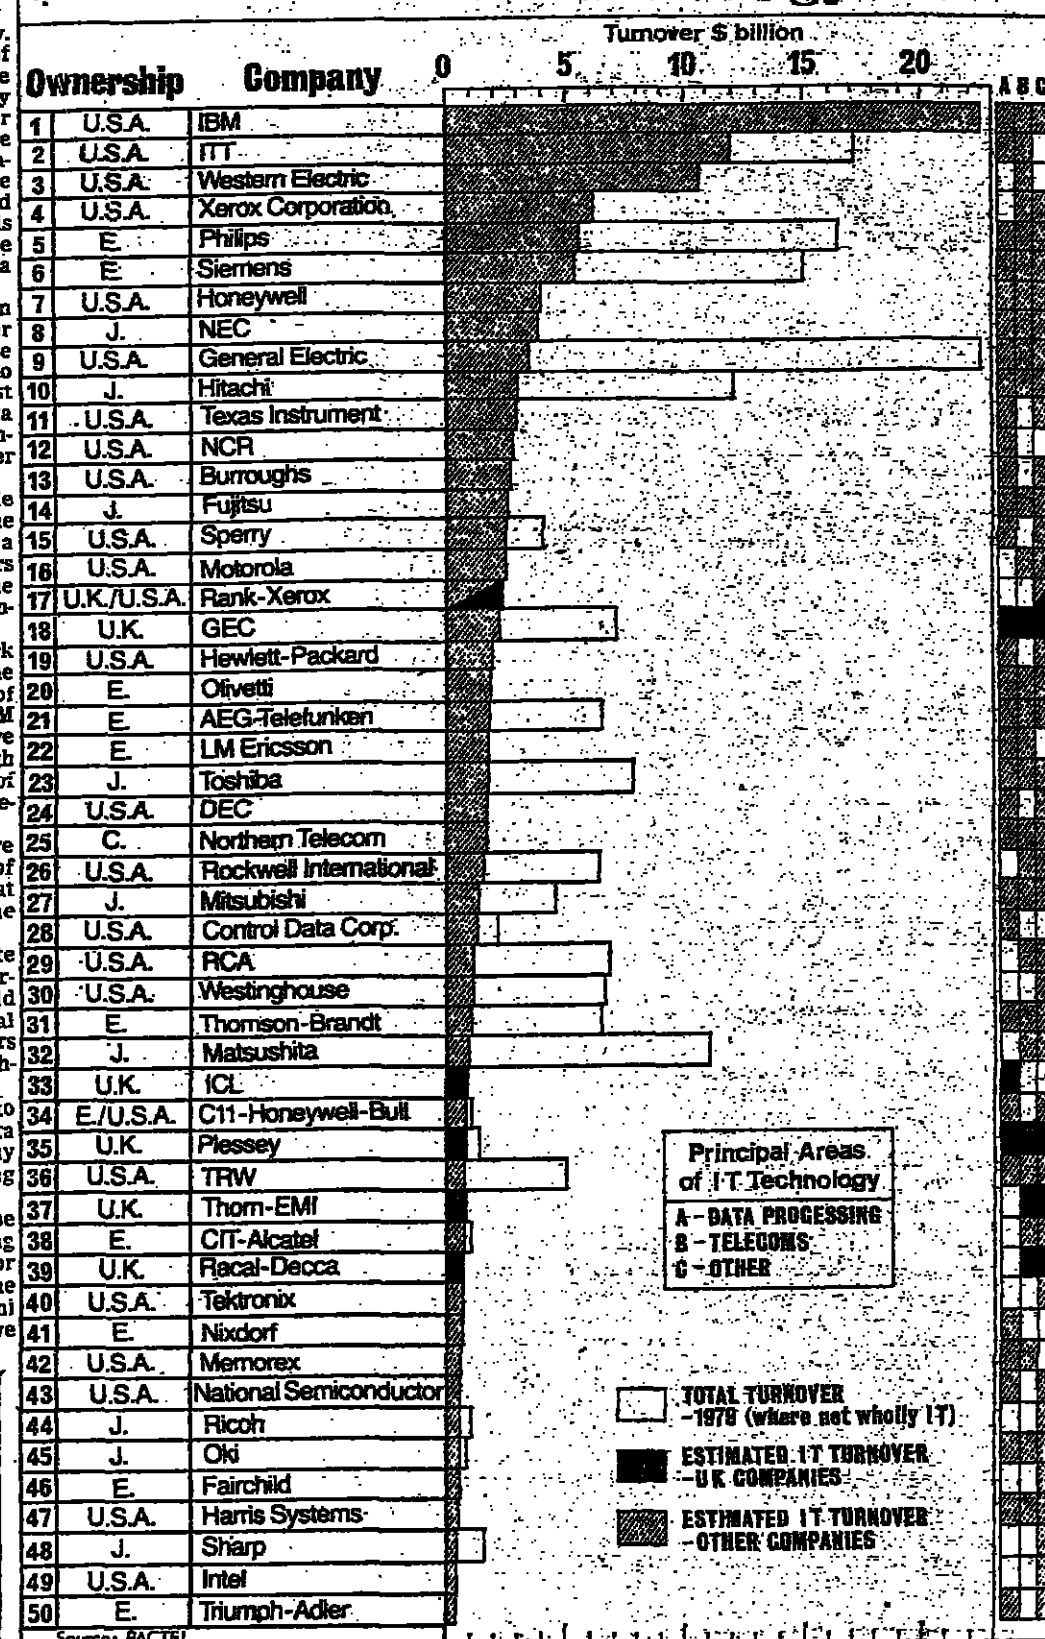 Turnover $ billion
Ownership Company 0 5 10 15 20
A B C
1 U.S.A. IBM
2 U.S.A. ITT
3 U.S.A. Western Electric
4 U.S.A. Xerox Corporation
5 E. Philips
6 E. Siemens
7 U.S.A. Honeywell
8 J. NEC
9 U.S.A. General Electric
10 J. Hitachi
11 U.S.A. Texas Instrument
12 U.S.A. NCR
13 U.S.A. Burroughs
14 J. Fujitsu
15 U.S.A. Sperry
16 U.S.A. Motorola
17 U.K./U.S.A. Rank-Xerox
18 U.K. GEC
19 U.S.A. Hewlett-Packard
20 E. Olivetti
21 E. AEG-Telefunken
22 E. LM Ericsson
23 J. Toshiba
24 U.S.A. DEC
25 C. Northern Telecom
26 U.S.A. Rockwell International
27 J. Mitsubishi
28 U.S.A. Control Data Corp.
29 U.S.A. RCA
30 U.S.A. Westinghouse
31 E. Thomson-Brandt
32 J. Matsushita
33 U.K. ICL
34 E./U.S.A. C11-Honeywell-Bull
35 U.K. Plessey
36 U.S.A. TRW
37 U.K. Thorn-EMI
38 E. CIT-Alcatel
39 U.K. Racal-Decca
40 U.S.A. Tektronix
41 E. Nixdorf
42 U.S.A. Memorex
43 U.S.A. National Semiconductor
44 J. Ricoh
45 J. Oki
46 E. Fairchild
47 U.S.A. Harris Systems
48 J. Sharp
49 U.S.A. Intel
50 E. Triumph-Adler
Principal Areas
of IT Technology
A - DATA PROCESSING
B - TELECOMS
C - OTHER
TOTAL TURNOVER
-1979 (where not wholly IT)
ESTIMATED IT TURNOVER
-UK COMPANIES
ESTIMATED IT TURNOVER
-OTHER COMPANIES
Source: PACTEL